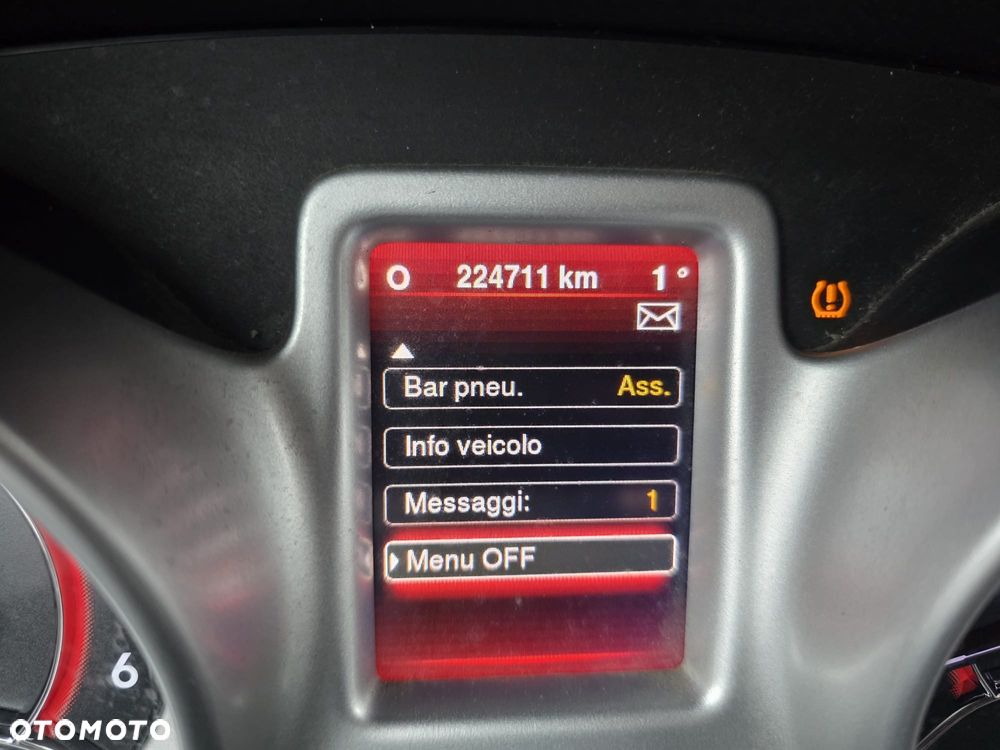 O 224711 km 1°
Bar pneu. Ass.
Info veicolo
Messaggi: 1
Menu OFF
6
OTOMOTO